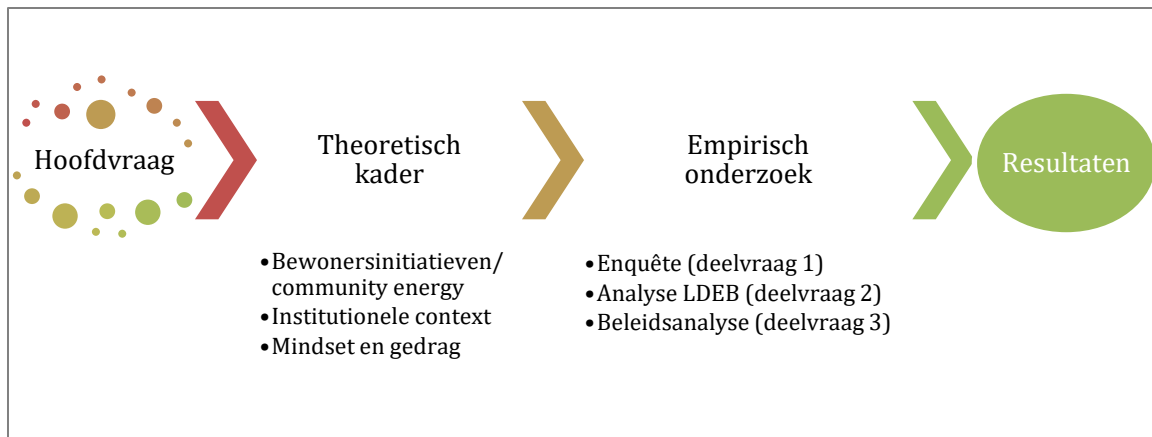 Hoofdvraag
Theoretisch
kader
•Bewonersinitiatieven/
community energy
•Institutionele context
•Mindset en gedrag
Empirisch
onderzoek
•Enquête (deelvraag 1)
•Analyse LDEB (deelvraag 2)
•Beleidsanalyse (deelvraag 3)
Resultaten